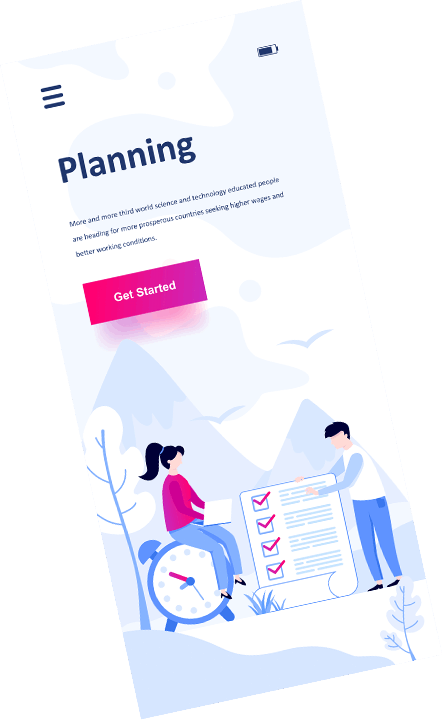 Planning
More and more third world science and technology educated people
are heading for more prosperous countries seeking higher wages and
better working conditions.
Get Started